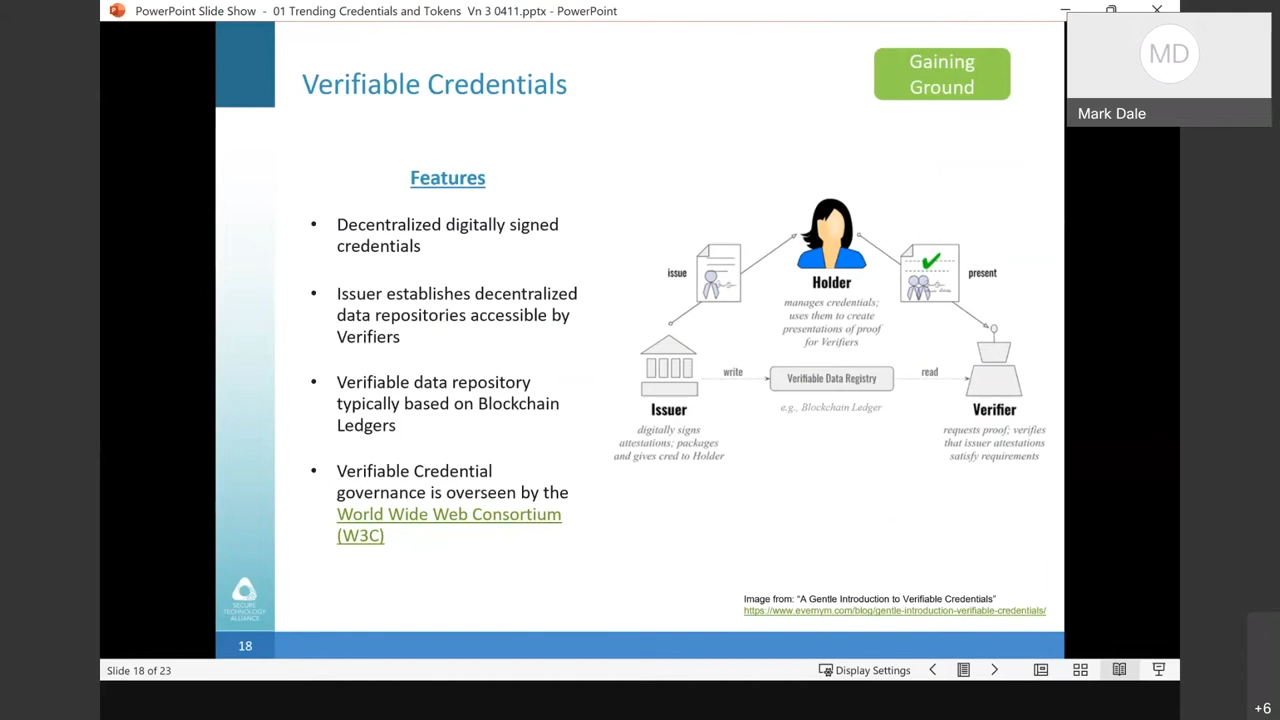 PowerPoint Slide Show - 01 Trending Credentials and Tokens Vn 3 0411.pptx - PowerPoint
MD
Mark Dale
Verifiable Credentials
Gaining
Ground
Features
• Decentralized digitally signed
credentials
• Issuer establishes decentralized
data repositories accessible by
Verifiers
• Verifiable data repository
typically based on Blockchain
Ledgers
• Verifiable Credential
governance is overseen by the
World Wide Web Consortium
(W3C)
issue
present
Holder
manages credentials;
uses them to create
presentations of proof
for Verifiers
write
Verifiable Data Registry
read
e.g., Blockchain Ledger
Issuer
digitally signs
attestations; packages
and gives cred to Holder
Verifier
requests proof; verifies
that issuer attestations
satisfy requirements
Image from: "A Gentle Introduction to Verifiable Credentials"
https://www.evernym.com/blog/gentle-introduction-verifiable-credentials/
SECURE
TECHNOLOGY
ALLIANCE
18
Slide 18 of 23
Display Settings
+6